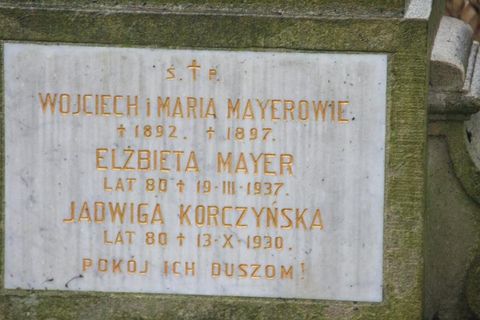 Ś.†P.
WOJCIECH i MARIA MAYEROWIE
† 1892. † 1897.
ELŻBIETA MAYER
LAT 80 † 19-III-1937.
JADWIGA KORCZYŃSKA
LAT 80 † 13-X-1930.
POKÓJ ICH DUSZOM!